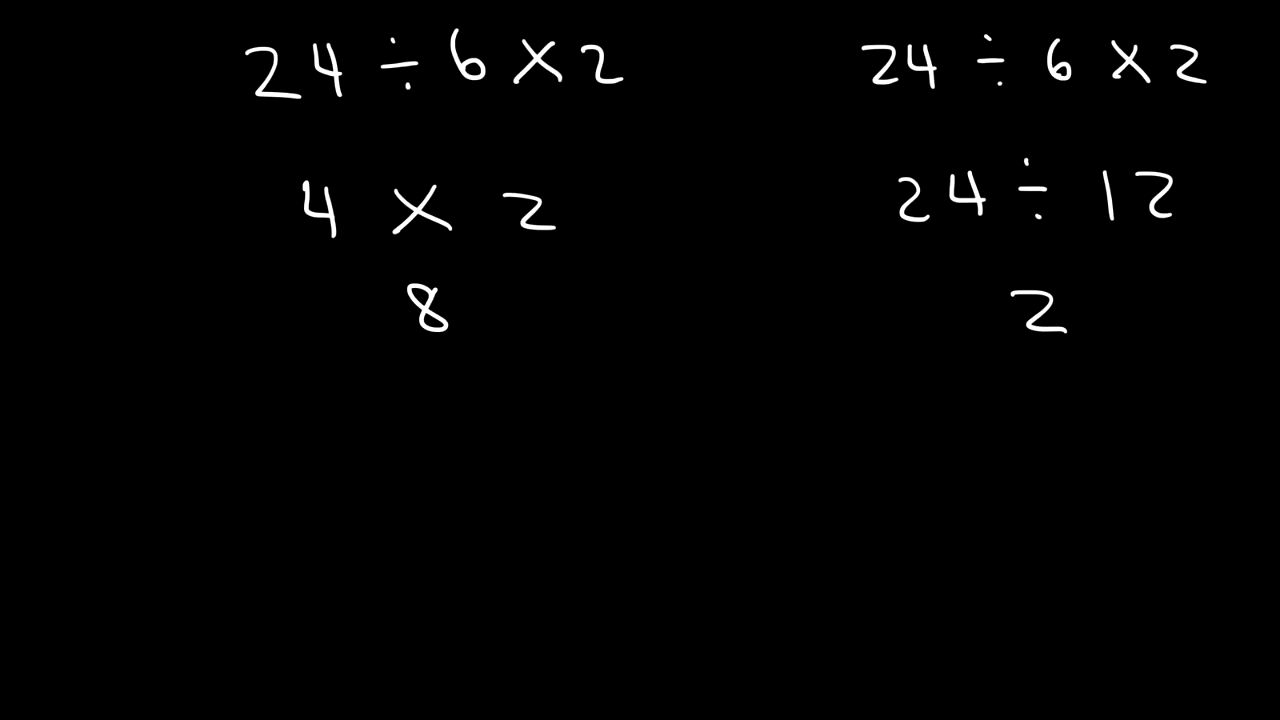 24 ÷ 6 × 2
4 × 2
8
24 ÷ 6 × 2
24 ÷ 12
2